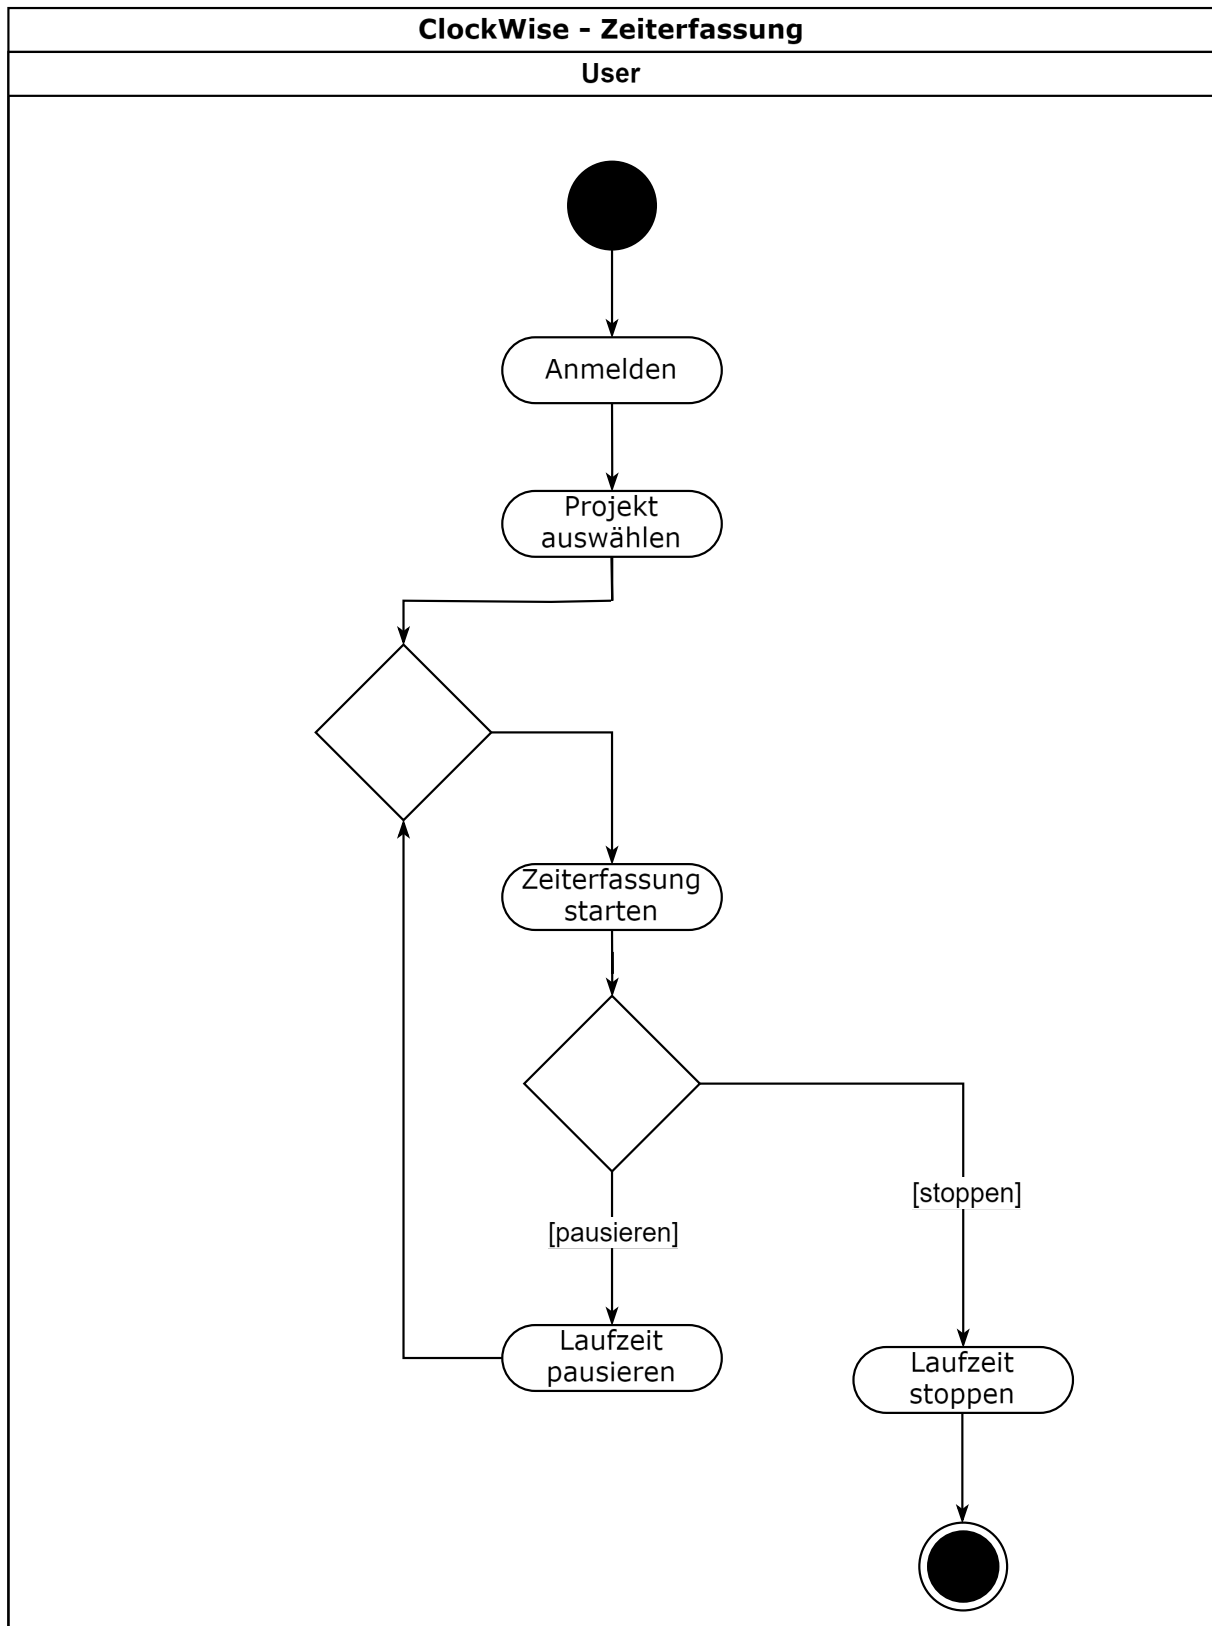 ClockWise - Zeiterfassung
User
Anmelden
Projekt
auswählen
Zeiterfassung
starten
[stoppen]
[pausieren]
Laufzeit
pausieren
Laufzeit
stoppen